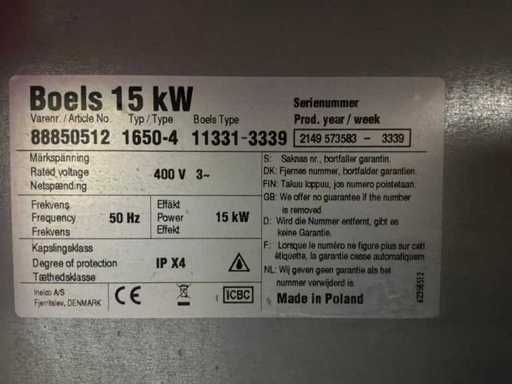 Boels 15 kW
Serienummer
Varenr. / Article No. Typ / Type Boels Type
Prod. year / week
88850512 1650-4 11331-3339
2149 573583 - 3339
Märkspänning
Rated voltage 400 V 3~
Netspænding
Frekvens Effäkt
Frequency 50 Hz Power 15 kW
Frekvens Effekt
Kapslingsklass
Degree of protection IP X4
Tæthedsklasse
Inelco A/S
Fjerritslev, DENMARK
CE
ICBC
S: Saknas nr., bortfaller garantin.
DK: Fjernes nummer, bortfalder garantien.
FIN: Takuu loppuu, jos numero poistetaan.
GB: We offer no guarantee if the number
is removed.
D: Wird die Nummer entfernt, gibt es
keine Garantie.
F: Lorsque le numéro ne figure plus sur cett
étiquette, la garantie cesse automatiquem
NL: Wij geven geen garantie als het
nummer verwijderd is.
Made in Poland